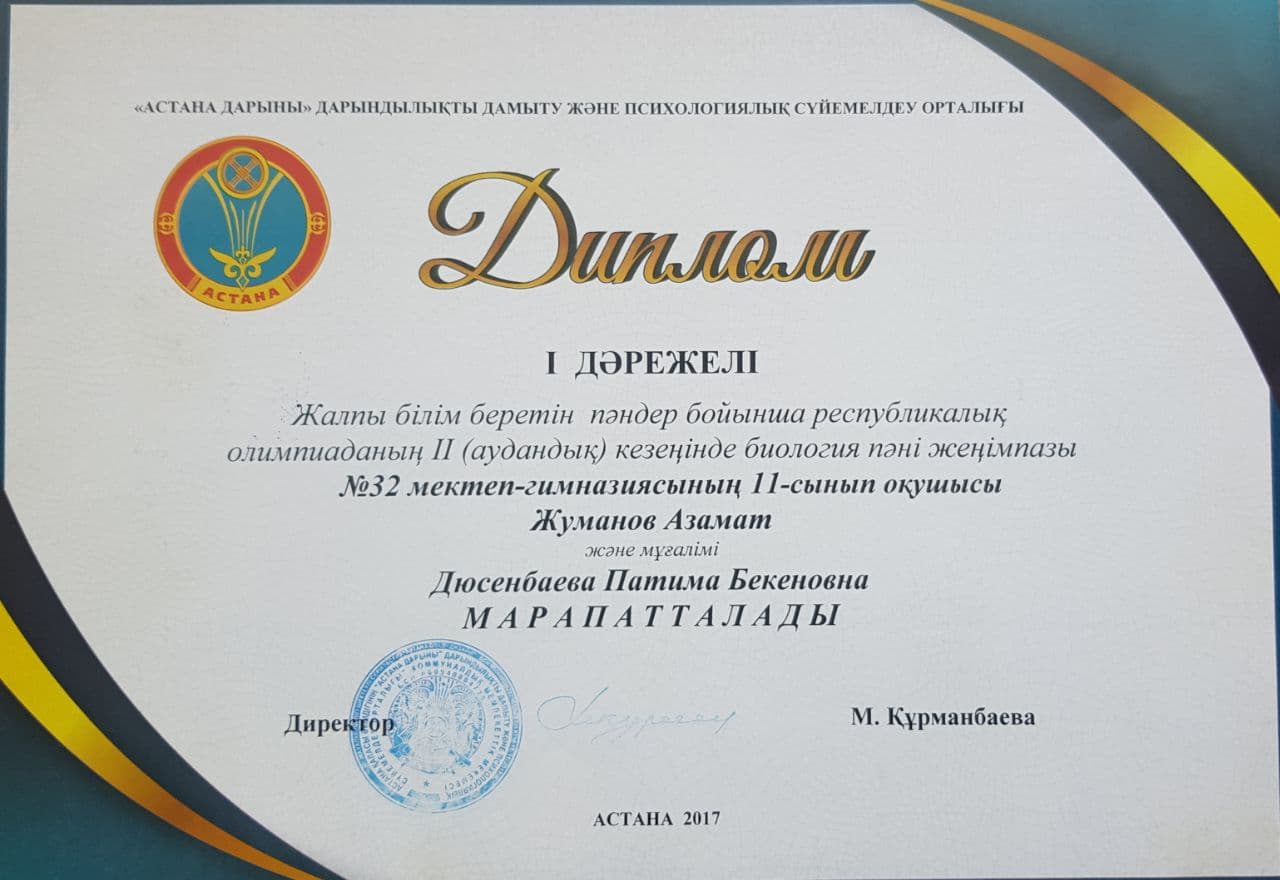 «АСТАНА ДАРЫНЫ» ДАРЫНДЫЛЫҚТЫ ДАМЫТУ ЖӘНЕ ПСИХОЛОГИЯЛЫҚ СҮЙЕМЕЛДЕУ ОРТАЛЫҒЫ
АСТАНА
Диплом
І ДӘРЕЖЕЛІ
Жалпы білім беретін пәндер бойынша республикалық
олимпиаданың ІІ (аудандық) кезеңінде биология пәні жеңімпазы
№32 мектеп-гимназиясының 11-сынып оқушысы
Жуманов Азамат
және мұғалімі
Дюсенбаева Патима Бекеновна
МАРАПАТТАЛАДЫ
Директор
М. Құрманбаева
АСТАНА 2017